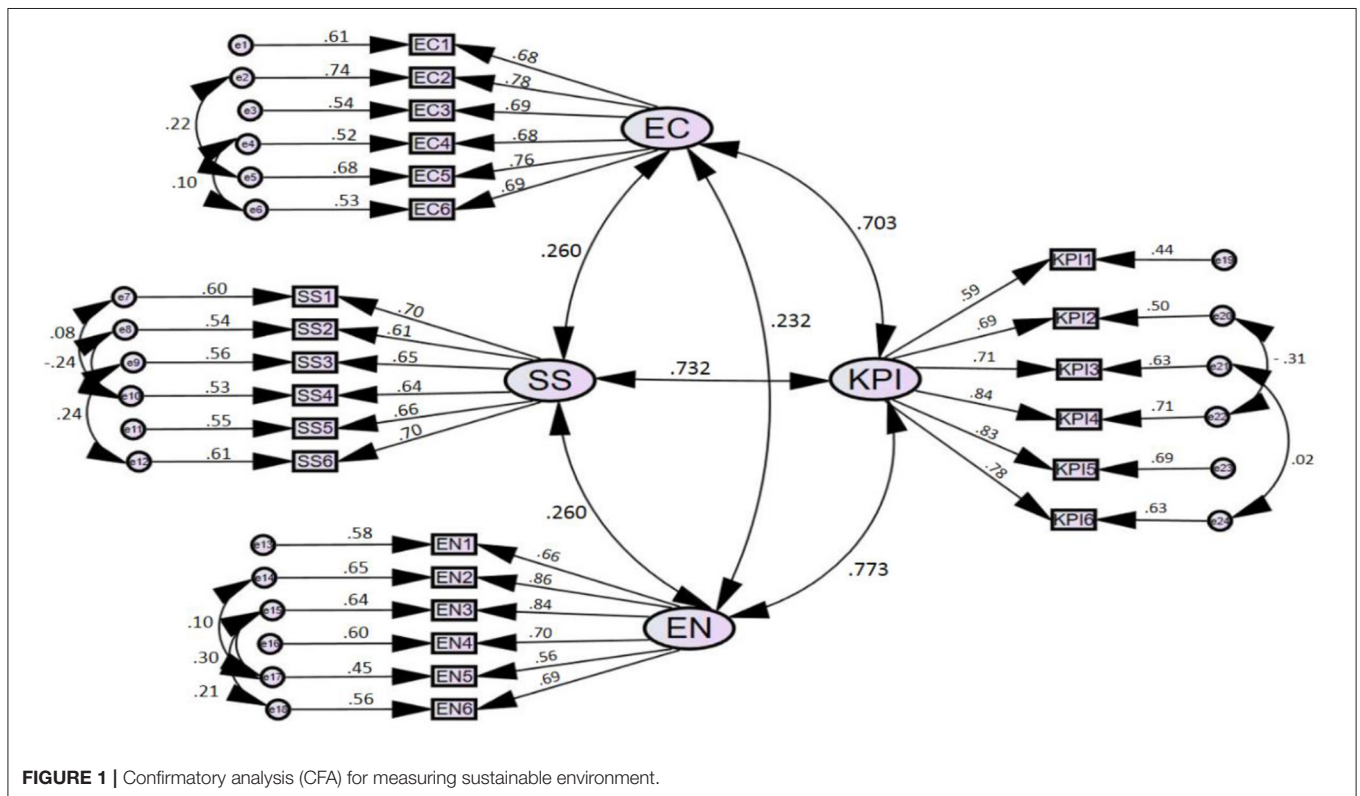 e1 .61 EC1 .68
e2 .74 EC2 .78
e3 .54 EC3 .69
.22
e4 .52 EC4 .68
e5 .68 EC5 .76
.10
e6 .53 EC6 .69
EC
.260
.703
.232
e7 .60 SS1 .70
.08
e8 .54 SS2 .61
-.24
e9 .56 SS3 .65
e10 .53 SS4 .64
.24
e11 .55 SS5 .66
e12 .61 SS6 .70
SS
.732
KPI
.59 KPI1 .44 e19
.69 KPI2 .50 e20
.71 KPI3 .63 e21
-.31
.84 KPI4 .71 e22
.83 KPI5 .69 e23
.02
.78 KPI6 .63 e24
.260
.773
e13 .58 EN1 .66
e14 .65 EN2 .86
e15 .64 EN3 .84
.10
e16 .60 EN4 .70
.30
e17 .45 EN5 .56
.21
e18 .56 EN6 .69
EN
FIGURE 1 | Confirmatory analysis (CFA) for measuring sustainable environment.